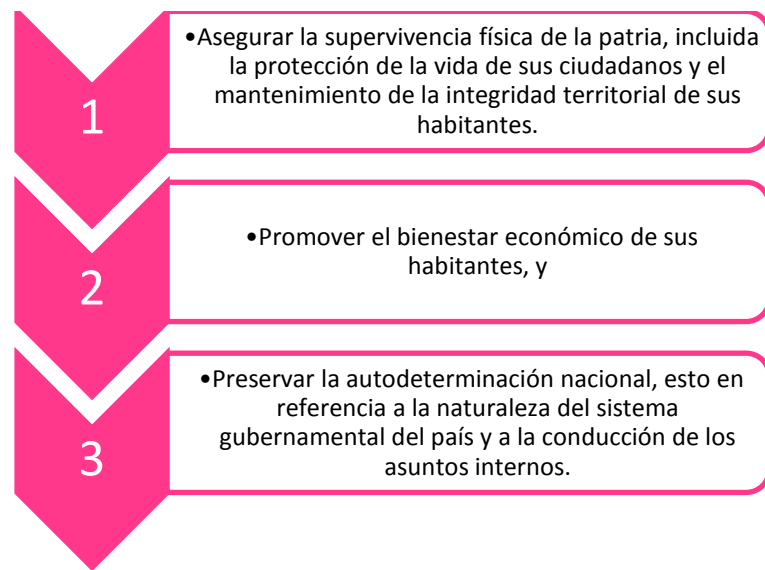 1
•Asegurar la supervivencia física de la patria, incluida
la protección de la vida de sus ciudadanos y el
mantenimiento de la integridad territorial de sus
habitantes.
2
•Promover el bienestar económico de sus
habitantes, y
3
•Preservar la autodeterminación nacional, esto en
referencia a la naturaleza del sistema
gubernamental del país y a la conducción de los
asuntos internos.